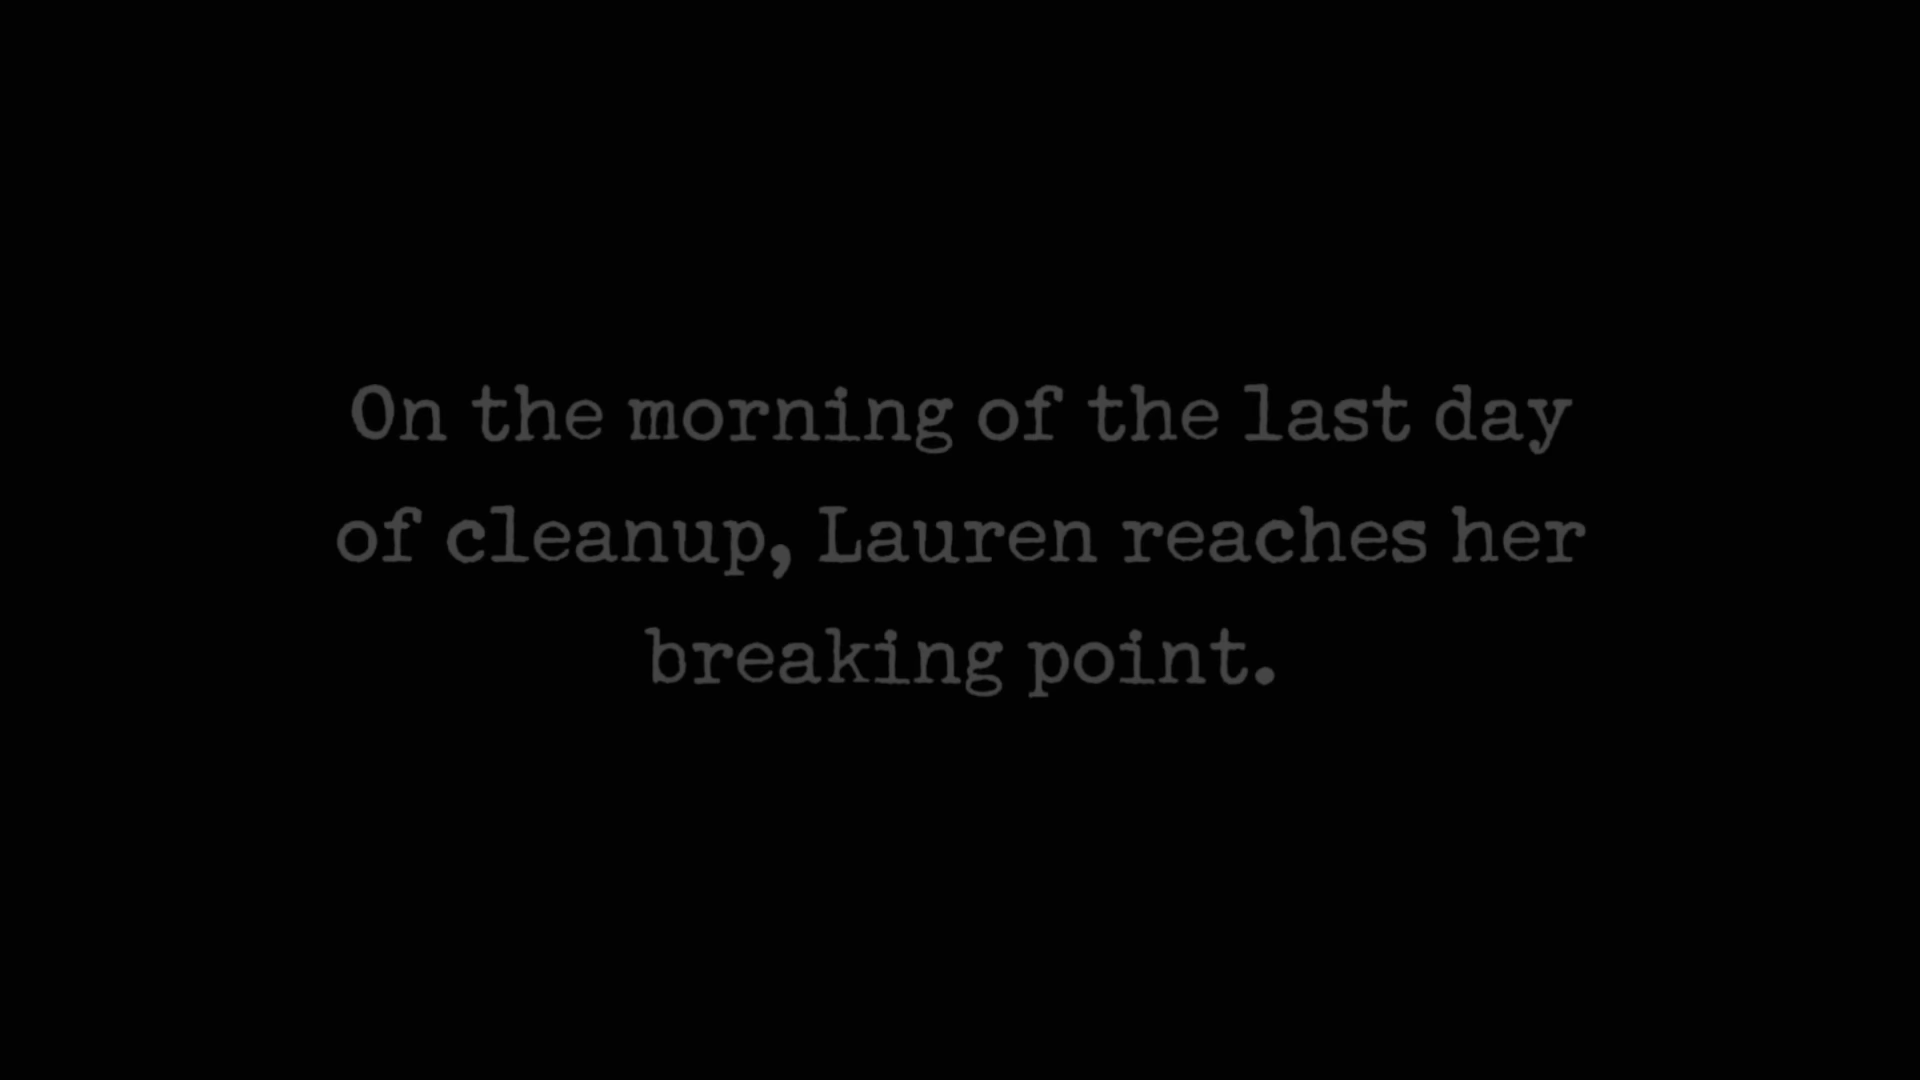 On the morning of the last day
of cleanup, Lauren reaches her
breaking point.